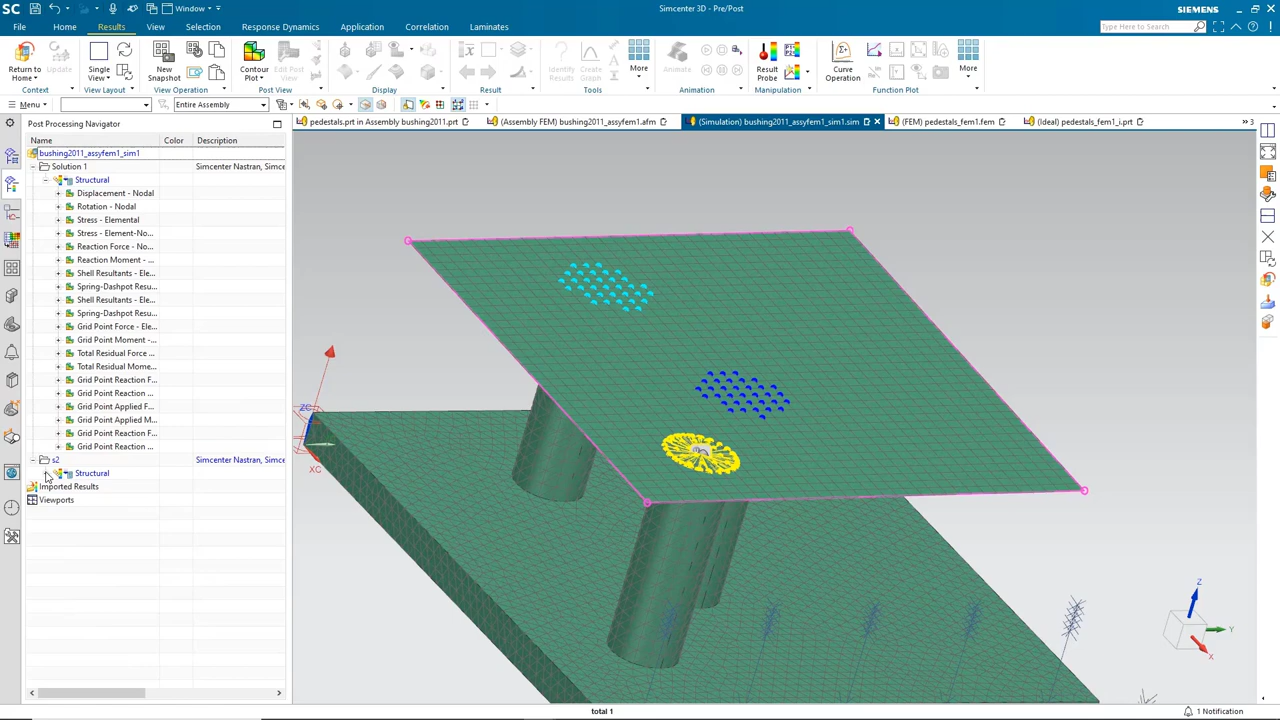 SC
Window
Simcenter 3D - Pre/Post
SIEMENS
File
Home
Results
View
Selection
Response Dynamics
Application
Correlation
Laminates
Type Here to Search
Return to Home
Update
Single View
New Snapshot
Contour Plot
Edit Post View
More
Identify Results
Create Graph
More
Animate
Result Probe
Curve Operation
More
Context
View Layout
View Operation
Post View
Display
Result
Tools
Animation
Manipulation
Function Plot
Menu
Entire Assembly
Post Processing Navigator
pedestals.prt in Assembly bushing2011.prt
(Assembly FEM) bushing2011_assyfem1.afm
(Simulation) bushing2011_assyfem1_sim1.sim
(FEM) pedestals_fem1.fem
(Ideal) pedestals_fem1_i.prt
3
Name
Color
Description
bushing2011_assyfem1_sim1
Solution 1
Simcenter Nastran, Simce
Structural
Displacement - Nodal
Rotation - Nodal
Stress - Elemental
Stress - Element-No...
Reaction Force - No...
Reaction Moment -...
Shell Resultants - Ele...
Spring-Dashpot Resu...
Shell Resultants - Ele...
Spring-Dashpot Resu...
Grid Point Force - Ele...
Grid Point Moment -...
Total Residual Force ...
Total Residual Mome...
Grid Point Reaction F...
Grid Point Reaction ...
Grid Point Applied F...
Grid Point Applied M...
Grid Point Reaction F...
Grid Point Reaction ...
s2
Simcenter Nastran, Simce
Structural
Imported Results
Viewports
ZC
XC
Z
Y
X
total 1
1 Notification